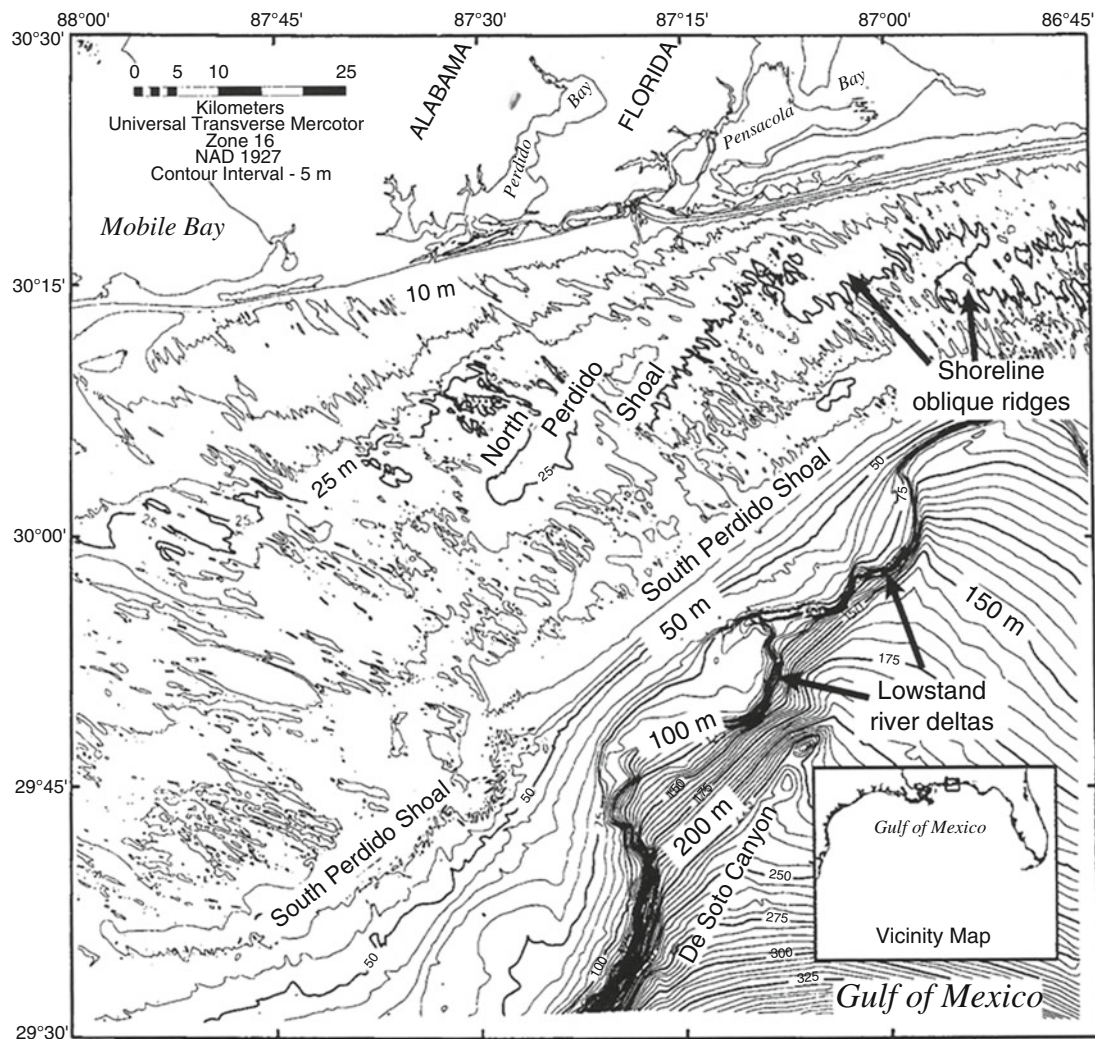 88°00' 87°45' 87°30' 87°15' 87°00' 86°45'
30°30'
0 5 10 25
Kilometers
Universal Transverse Mercotor
Zone 16
NAD 1927
Contour Interval - 5 m
ALABAMA
FLORIDA
Perdido Bay
Pensacola Bay
Mobile Bay
30°15'
10 m
Shoreline
oblique ridges
North Perdido Shoal
25 m
25
25
25
30°00'
South Perdido Shoal
50
75
50 m
150 m
175
Lowstand
river deltas
100 m
150
175
200 m
29°45'
50
South Perdido Shoal
De Soto Canyon
Gulf of Mexico
Vicinity Map
250
275
300
325
50
100
Gulf of Mexico
29°30'